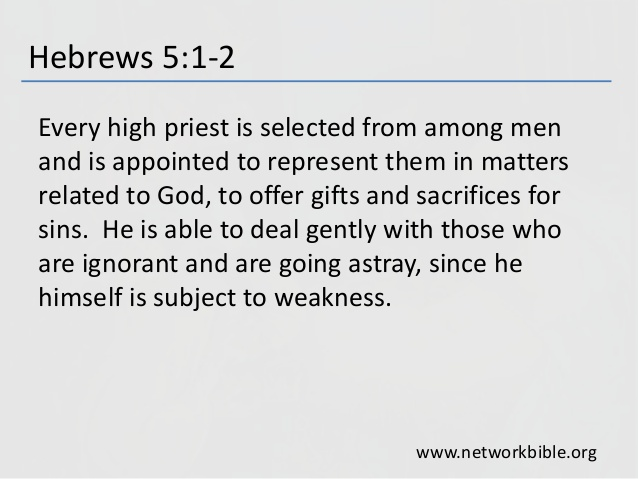 Hebrews 5:1-2
Every high priest is selected from among men
and is appointed to represent them in matters
related to God, to offer gifts and sacrifices for
sins.  He is able to deal gently with those who
are ignorant and are going astray, since he
himself is subject to weakness.
www.networkbible.org